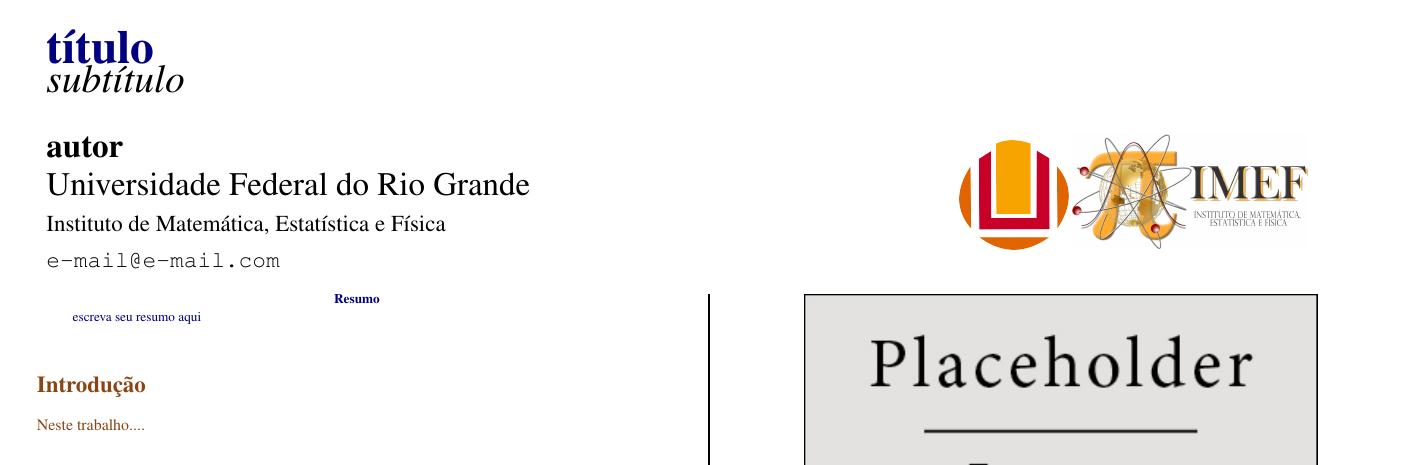 título
subtítulo
autor
Universidade Federal do Rio Grande
Instituto de Matemática, Estatística e Física
e-mail@e-mail.com
IMEF
INSTITUTO DE MATEMÁTICA,
ESTATÍSTICA E FÍSICA
Resumo
escreva seu resumo aqui
Introdução
Neste trabalho....
Placeholder